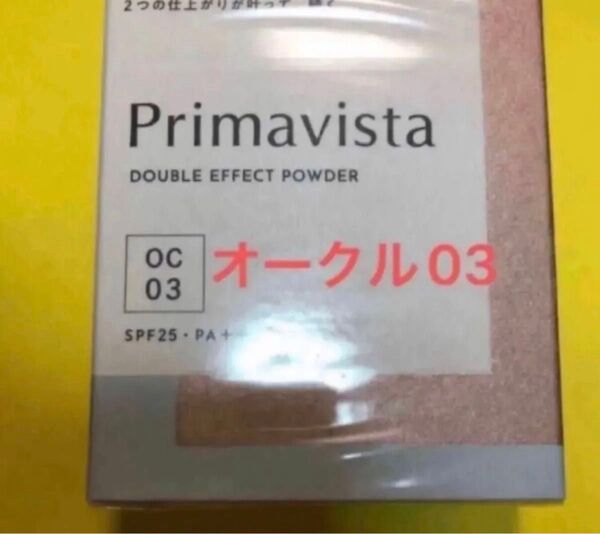 2つの仕上がりが叶って
Primavista
DOUBLE EFFECT POWDER
OC
03
オークル03
SPF25・PA+